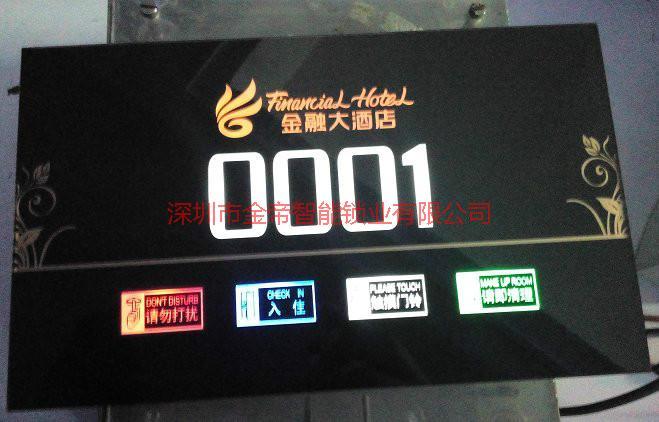 Financial Hotel
金融大酒店
0001
深圳市金帝智能锁业有限公司
DON'T DISTURB
请勿打扰
CHECK IN
入住
PLEASE TOUCH
触摸门铃
MAKE UP ROOM
请即清理